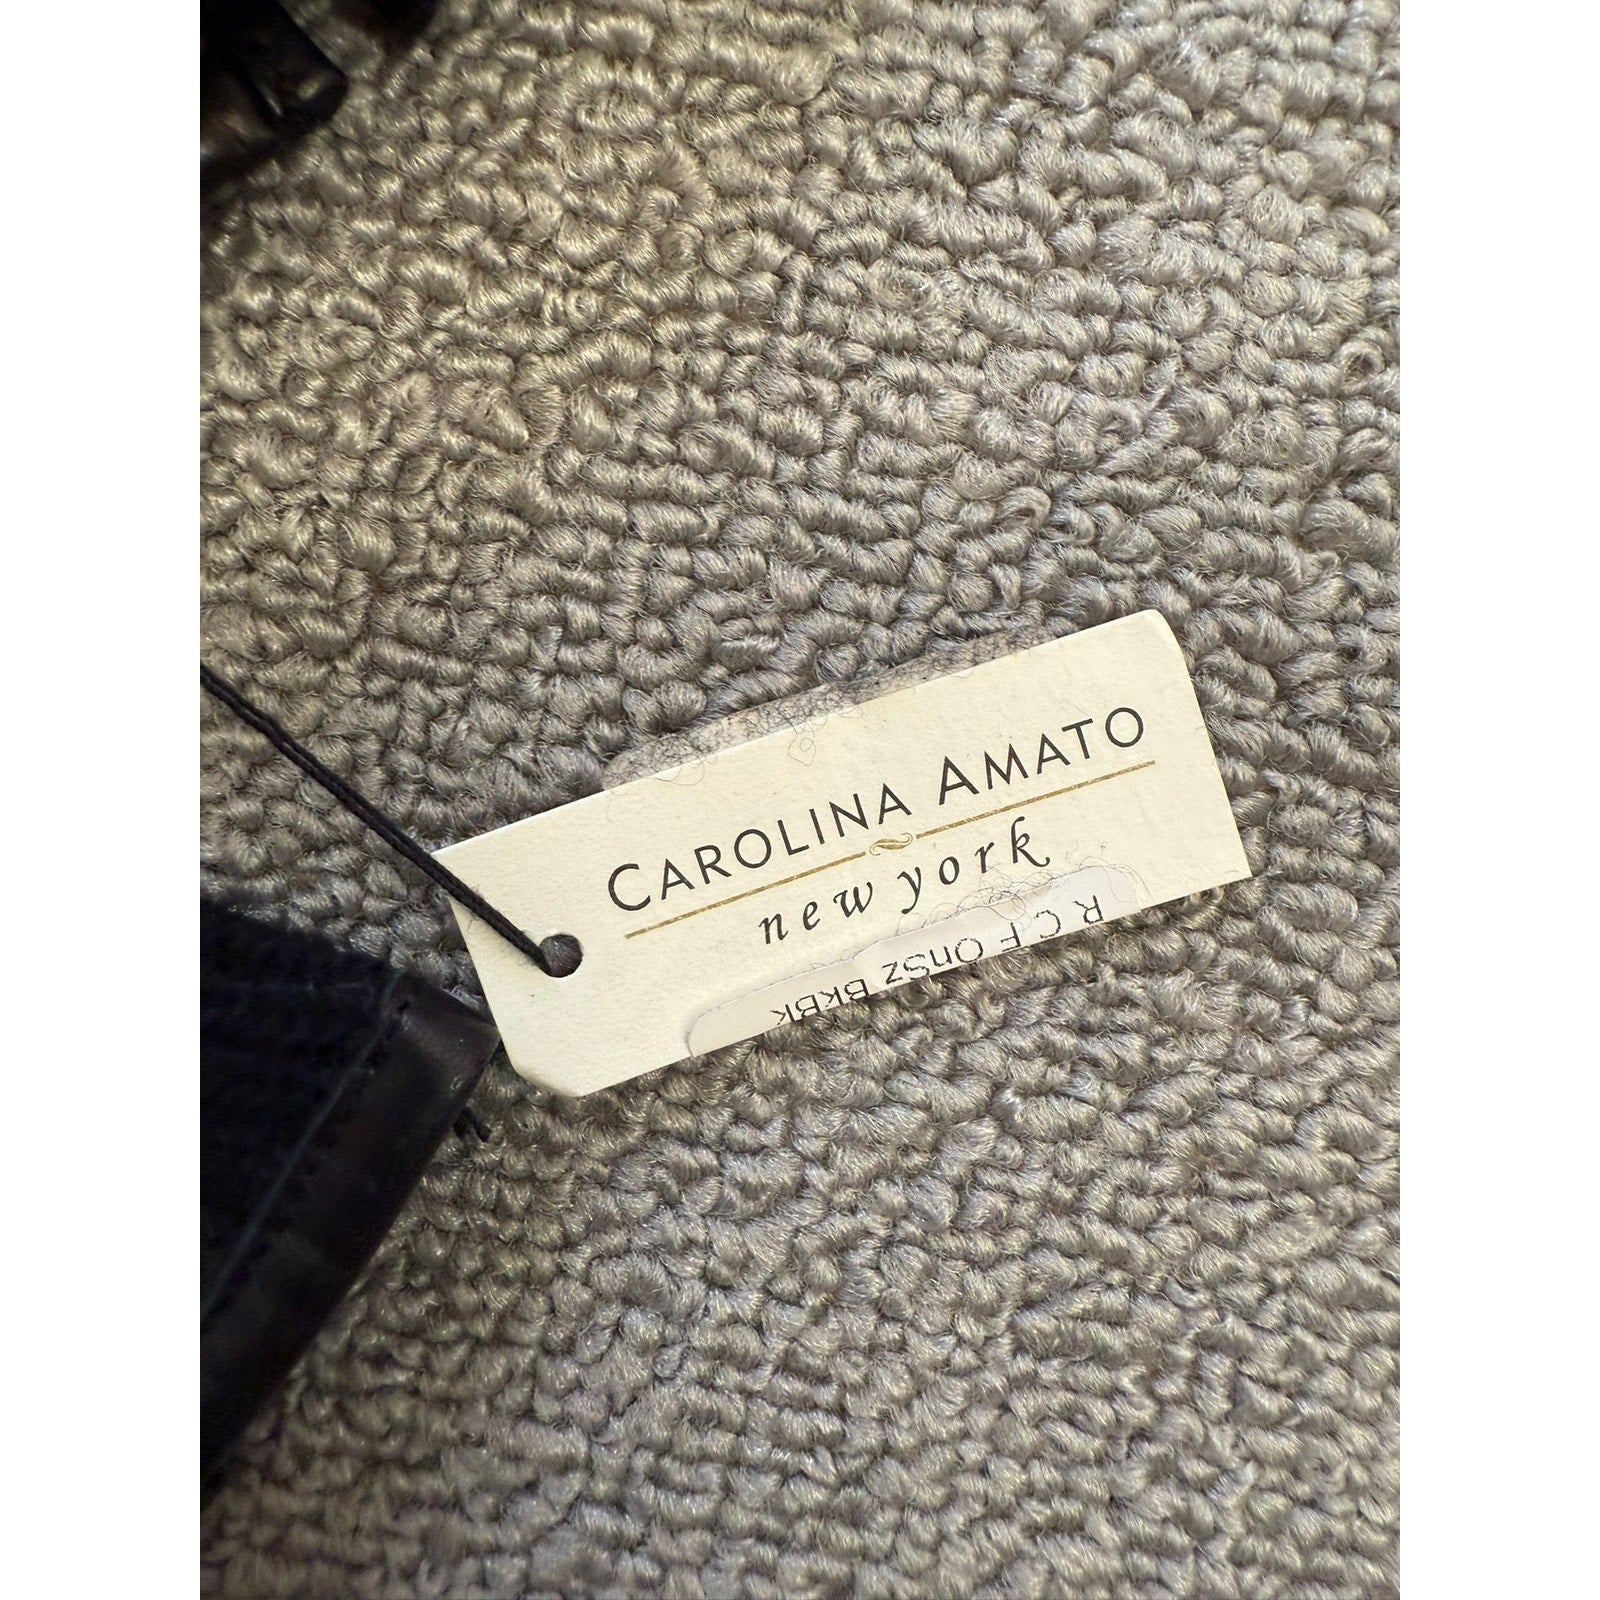 CAROLINA AMATO
new york
R C F OnSz BkBk